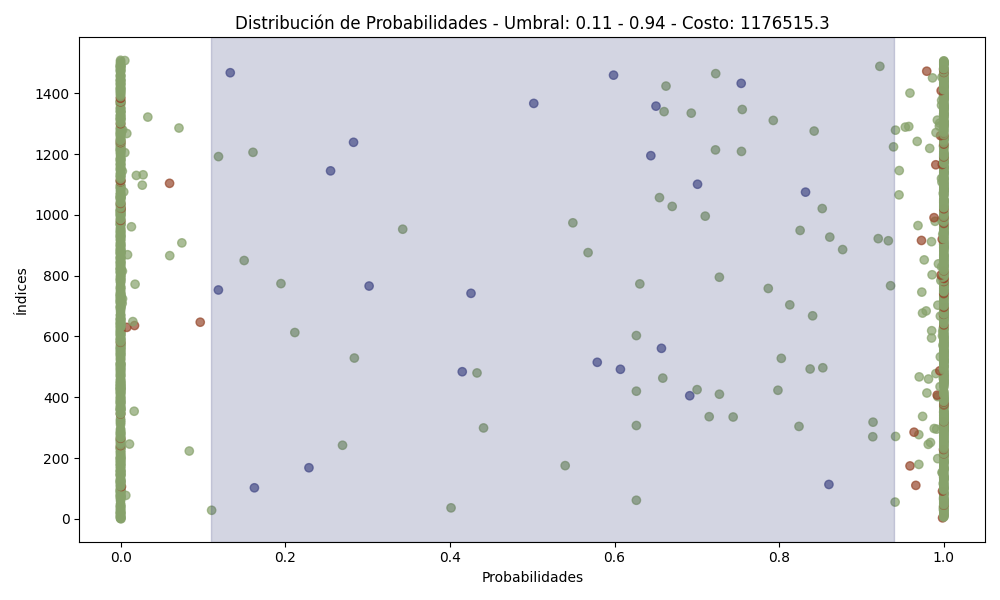 Distribución de Probabilidades - Umbral: 0.11 - 0.94 - Costo: 1176515.3
1400
1200
1000
800
600
400
200
0
Índices
0.0 0.2 0.4 0.6 0.8 1.0
Probabilidades